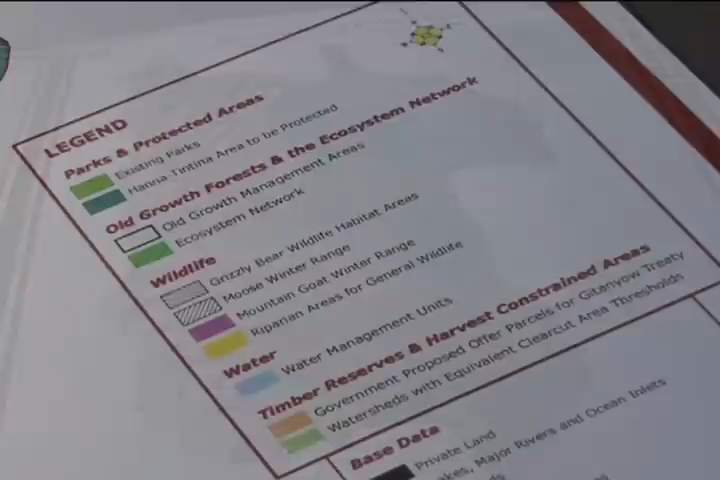 LEGEND
Parks & Protected Areas
Existing Parks
Hanna Tintina Area to be Protected
Old Growth Forests & the Ecosystem Network
Old Growth Management Areas
Ecosystem Network
Wildlife
Grizzly Bear Wildlife Habitat Areas
Moose Winter Range
Mountain Goat Winter Range
Riparian Areas for General Wildlife
Water
Water Management Units
Timber Reserves & Harvest Constrained Areas
Government Proposed Offer Parcels for Gitanyow Treaty
Watersheds with Equivalent Clearcut Area Thresholds
Base Data
Private Land
Major Rivers and Ocean Inlets